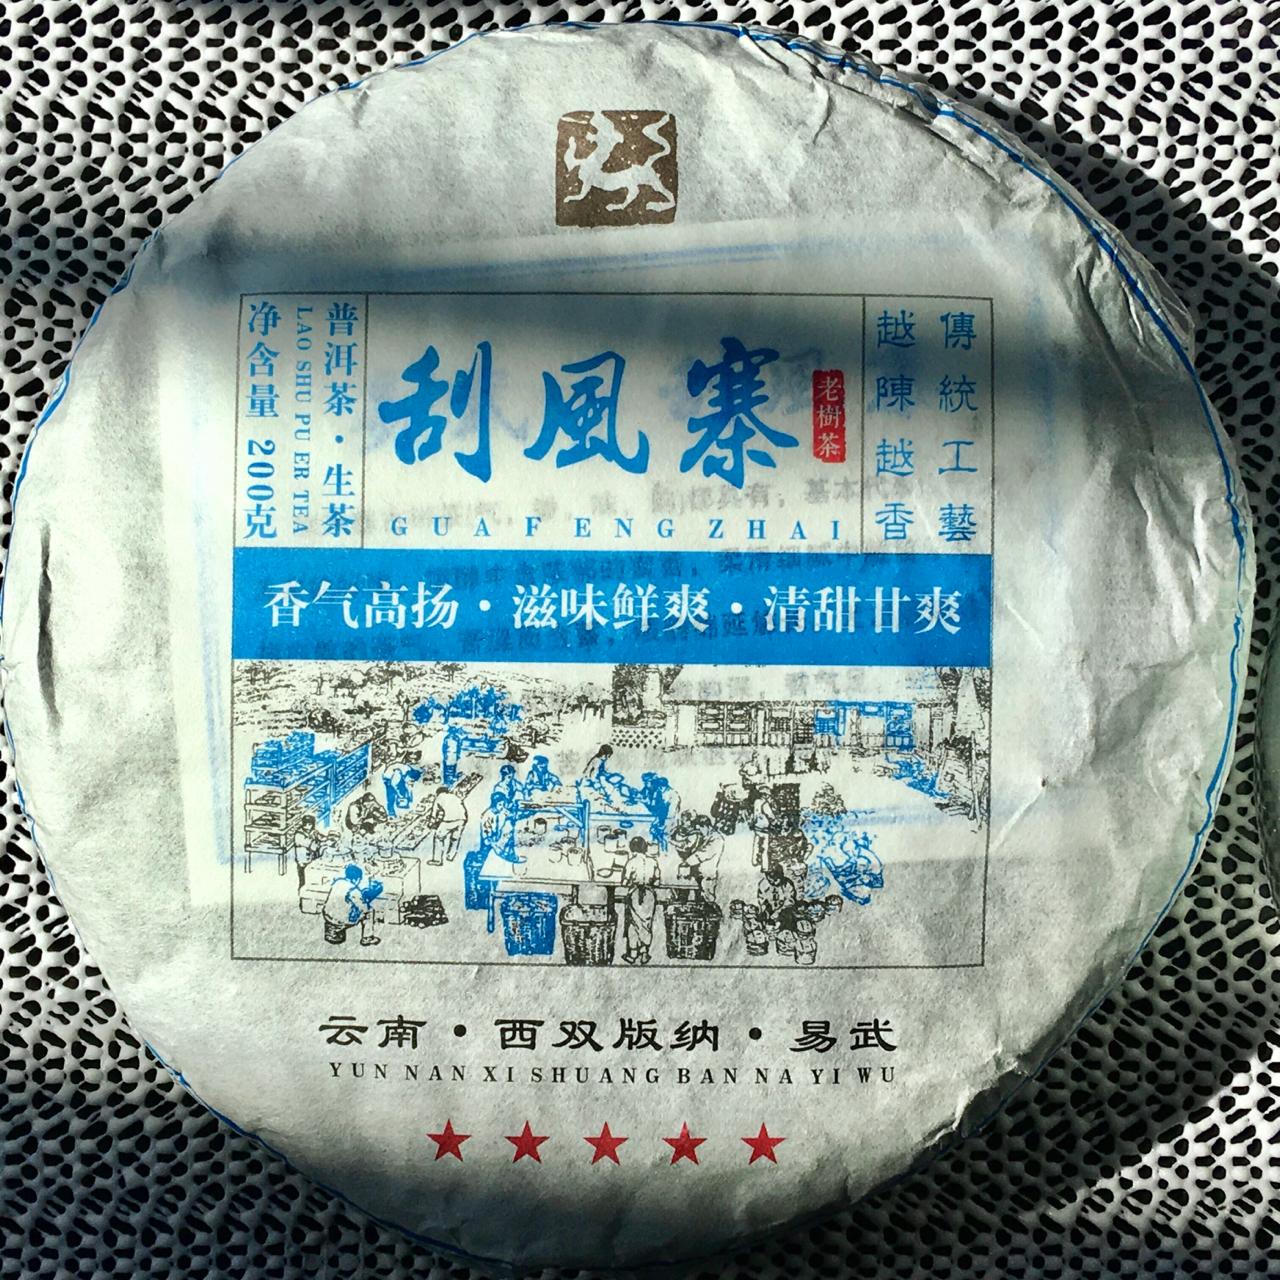 傳統工藝
越陳越香
刮風寨
老樹茶
GUAFENGZHAI
普洱茶·生茶
LAO SHU PU ER TEA
净含量 200克
香气高扬·滋味鲜爽·清甜甘爽
云南·西双版纳·易武
YUN NAN XI SHUANG BAN NA YI WU